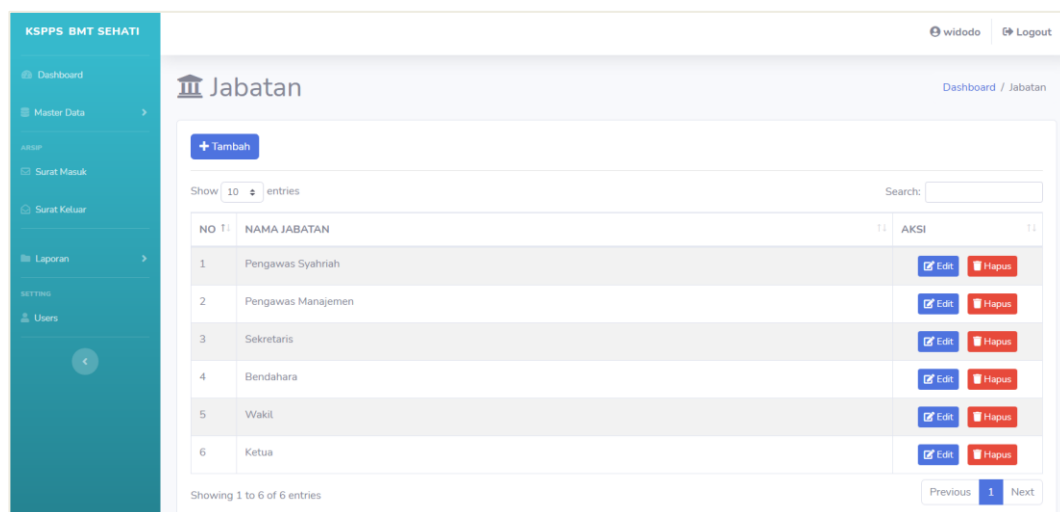 KSPPS BMT SEHATI
widodo Logout
Dashboard
Master Data
ARSIP
Surat Masuk
Surat Keluar
Laporan
SETTING
Users
Jabatan
Dashboard / Jabatan
Tambah
Show 10 entries Search:
NO NAMA JABATAN AKSI
1 Pengawas Syahriah Edit Hapus
2 Pengawas Manajemen Edit Hapus
3 Sekretaris Edit Hapus
4 Bendahara Edit Hapus
5 Wakil Edit Hapus
6 Ketua Edit Hapus
Showing 1 to 6 of 6 entries Previous 1 Next